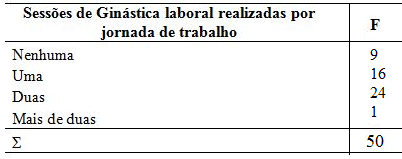 Sessões de Ginástica laboral realizadas por jornada de trabalho F
Nenhuma 9
Uma 16
Duas 24
Mais de duas 1
Σ 50